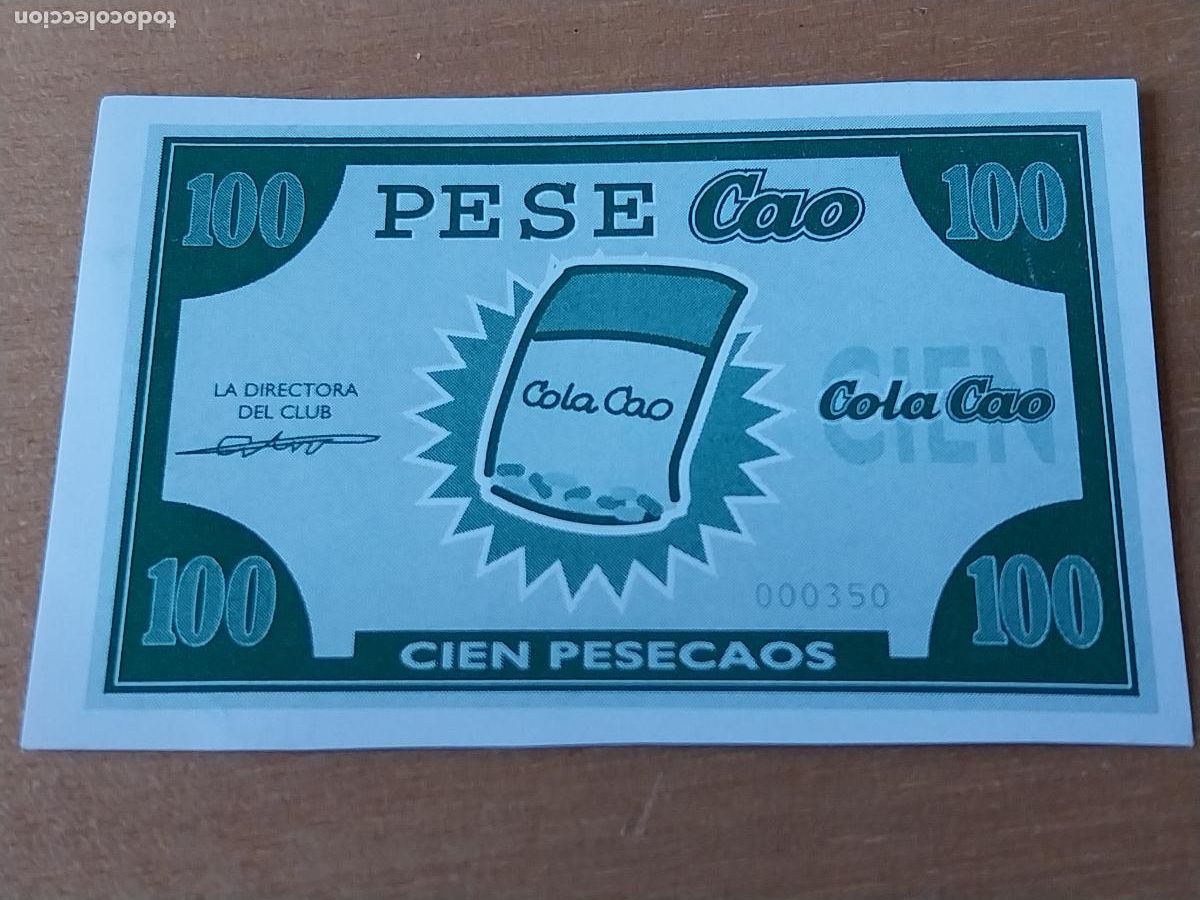 todocoleccion
100 PESE Cao 100
Cola Cao
LA DIRECTORA
DEL CLUB
CIEN
Cola Cao
000350
100 CIEN PESECAOS 100